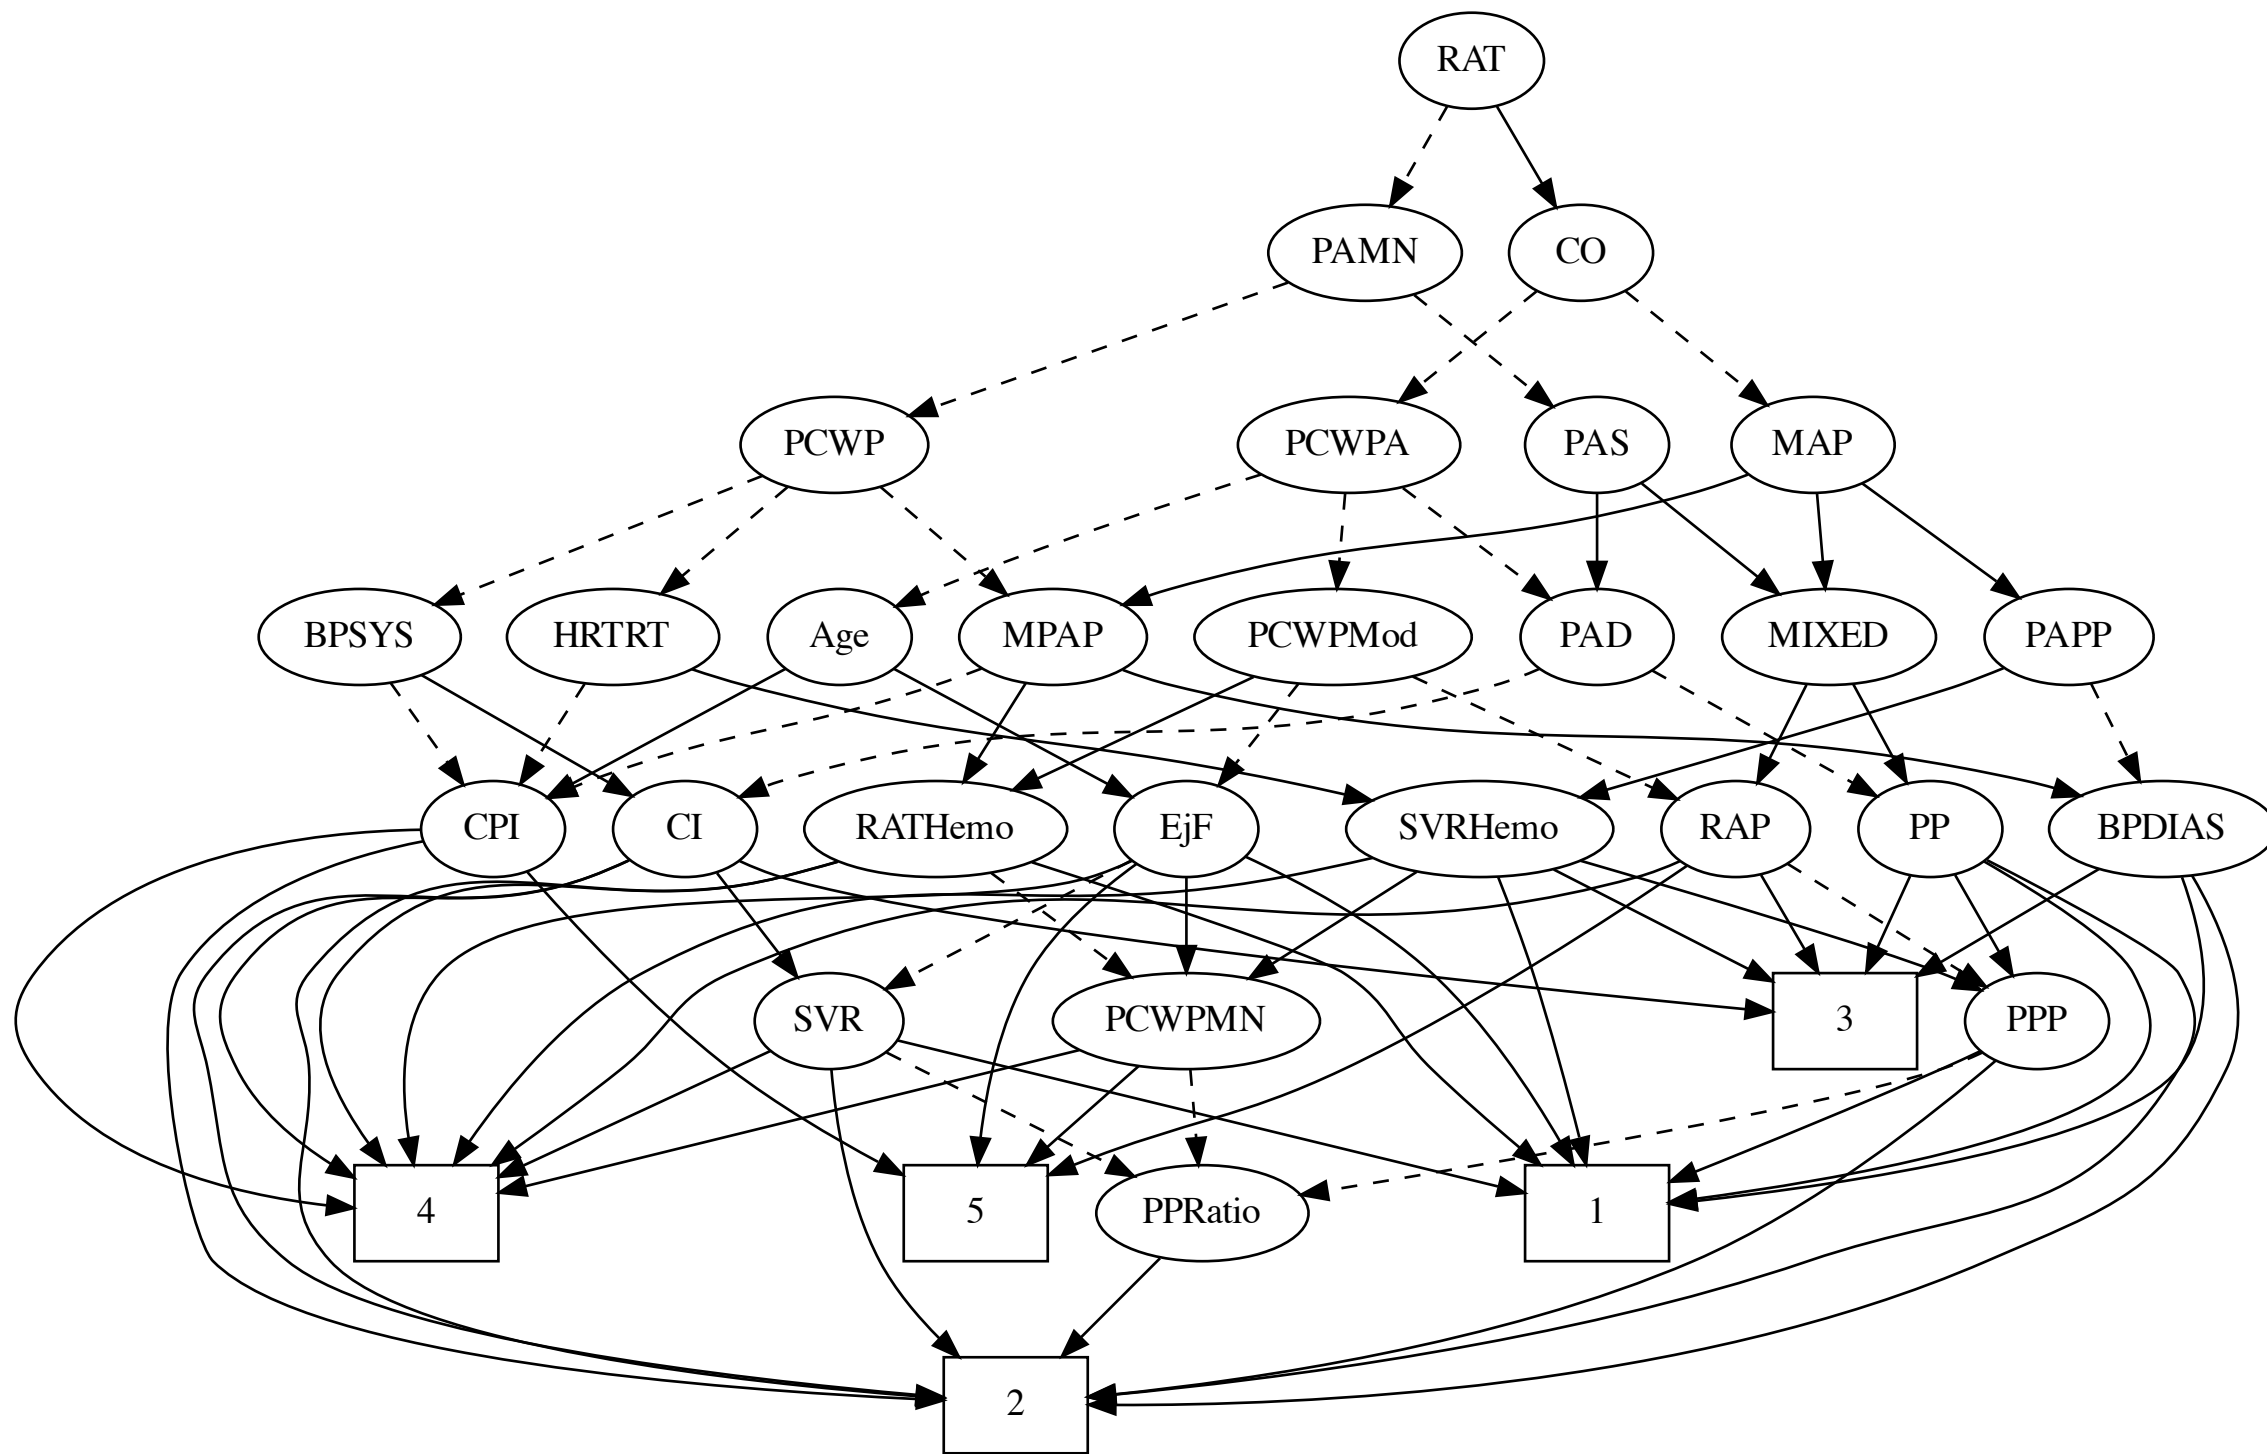 RAT
PAMN
CO
PCWP
PCWPA
PAS
MAP
BPSYS
HRTRT
Age
MPAP
PCWPMod
PAD
MIXED
PAPP
CPI
CI
RATHemo
EjF
SVRHemo
RAP
PP
BPDIAS
SVR
PCWPMN
3
PPP
4
5
PPRatio
1
2